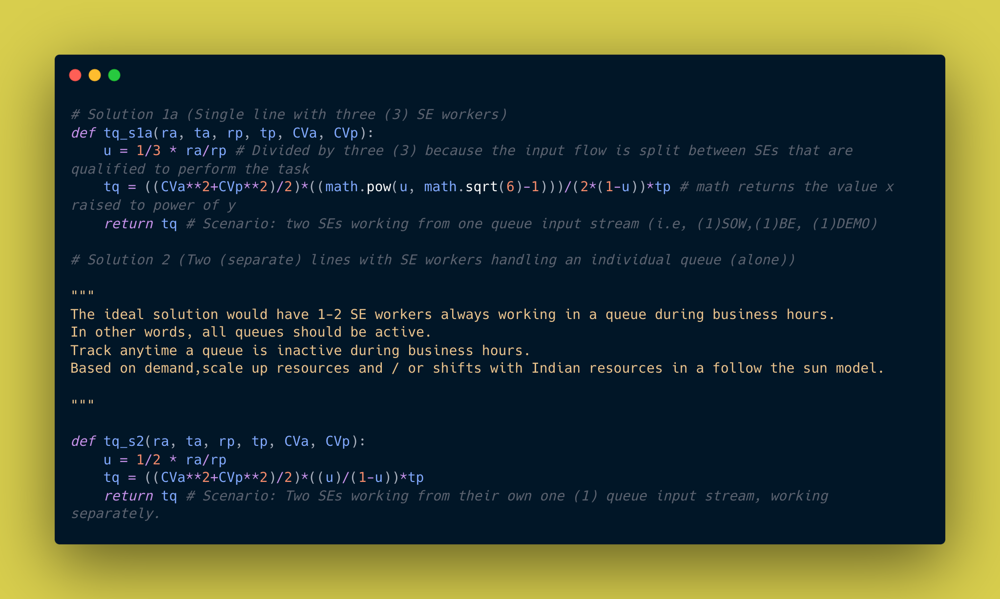 # Solution 1a (Single line with three (3) SE workers)
def tq_s1a(ra, ta, rp, tp, CVa, CVp):
    u = 1/3 * ra/rp # Divided by three (3) because the input flow is split between SEs that are
qualified to perform the task
    tq = ((CVa**2+CVp**2)/2)*((math.pow(u, math.sqrt(6)-1)))/(2*(1-u))*tp # math returns the value x
raised to power of y
    return tq # Scenario: two SEs working from one queue input stream (i.e, (1)SOW,(1)BE, (1)DEMO)
# Solution 2 (Two (separate) lines with SE workers handling an individual queue (alone))
"""
The ideal solution would have 1-2 SE workers always working in a queue during business hours.
In other words, all queues should be active.
Track anytime a queue is inactive during business hours.
Based on demand,scale up resources and / or shifts with Indian resources in a follow the sun model.
"""
def tq_s2(ra, ta, rp, tp, CVa, CVp):
    u = 1/2 * ra/rp
    tq = ((CVa**2+CVp**2)/2)*((u)/(1-u))*tp
    return tq # Scenario: Two SEs working from their own one (1) queue input stream, working
separately.